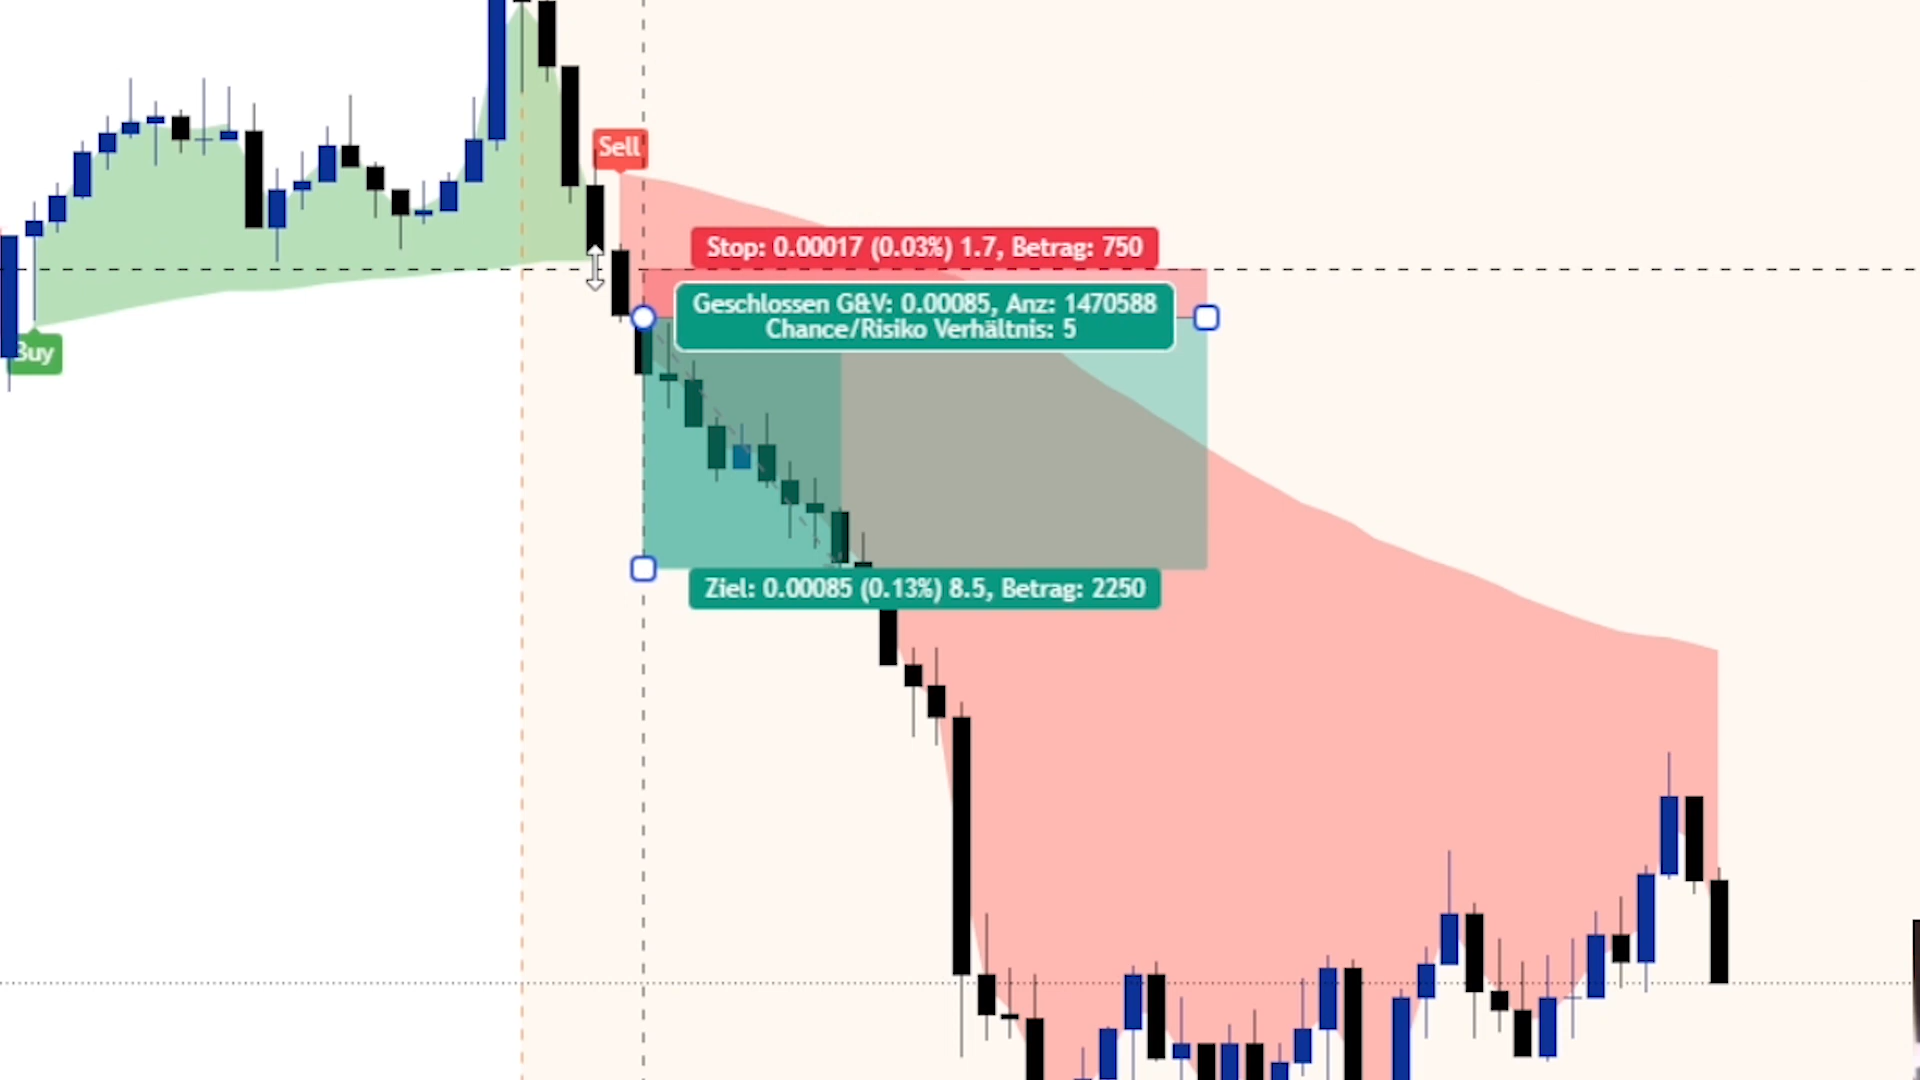 Sell
Stop: 0.00017 (0.03%) 1.7, Betrag: 750
Geschlossen G&V: 0.00085, Anz: 1470588
Chance/Risiko Verhältnis: 5
Buy
Ziel: 0.00085 (0.13%) 8.5, Betrag: 2250